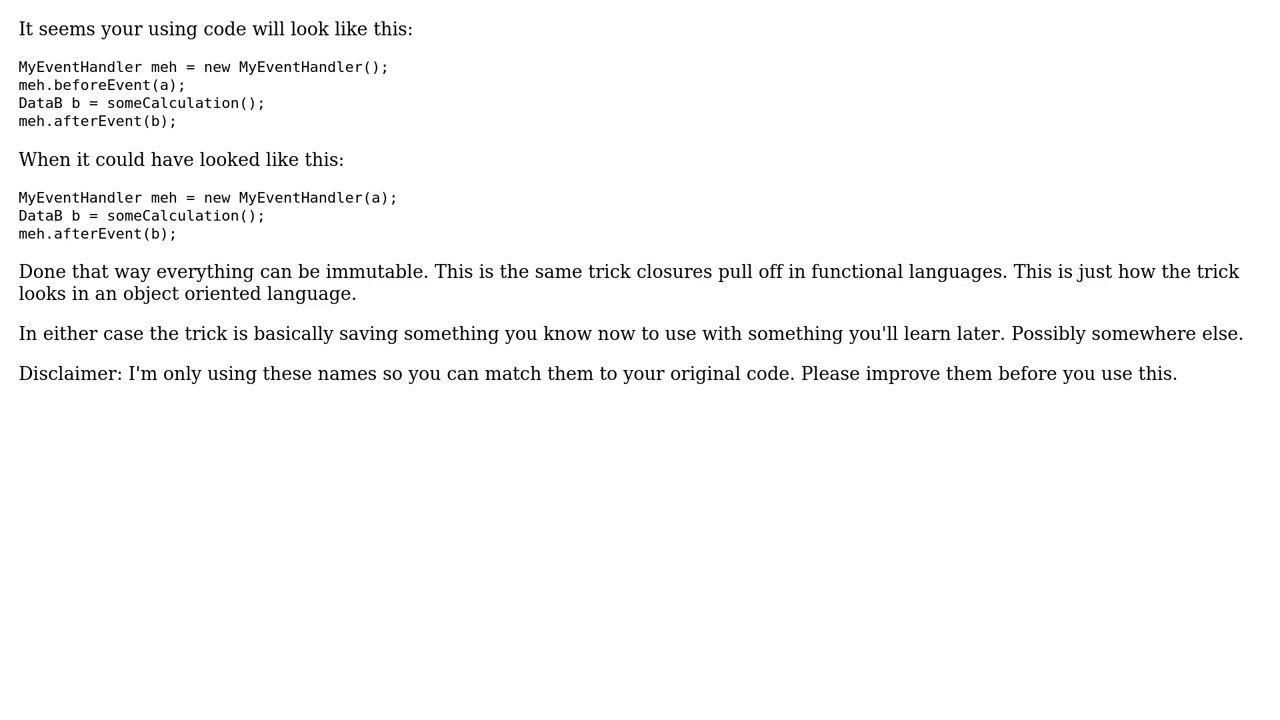 It seems your using code will look like this:
MyEventHandler meh = new MyEventHandler();
meh.beforeEvent(a);
DataB b = someCalculation();
meh.afterEvent(b);
When it could have looked like this:
MyEventHandler meh = new MyEventHandler(a);
DataB b = someCalculation();
meh.afterEvent(b);
Done that way everything can be immutable. This is the same trick closures pull off in functional languages. This is just how the trick
looks in an object oriented language.
In either case the trick is basically saving something you know now to use with something you'll learn later. Possibly somewhere else.
Disclaimer: I'm only using these names so you can match them to your original code. Please improve them before you use this.